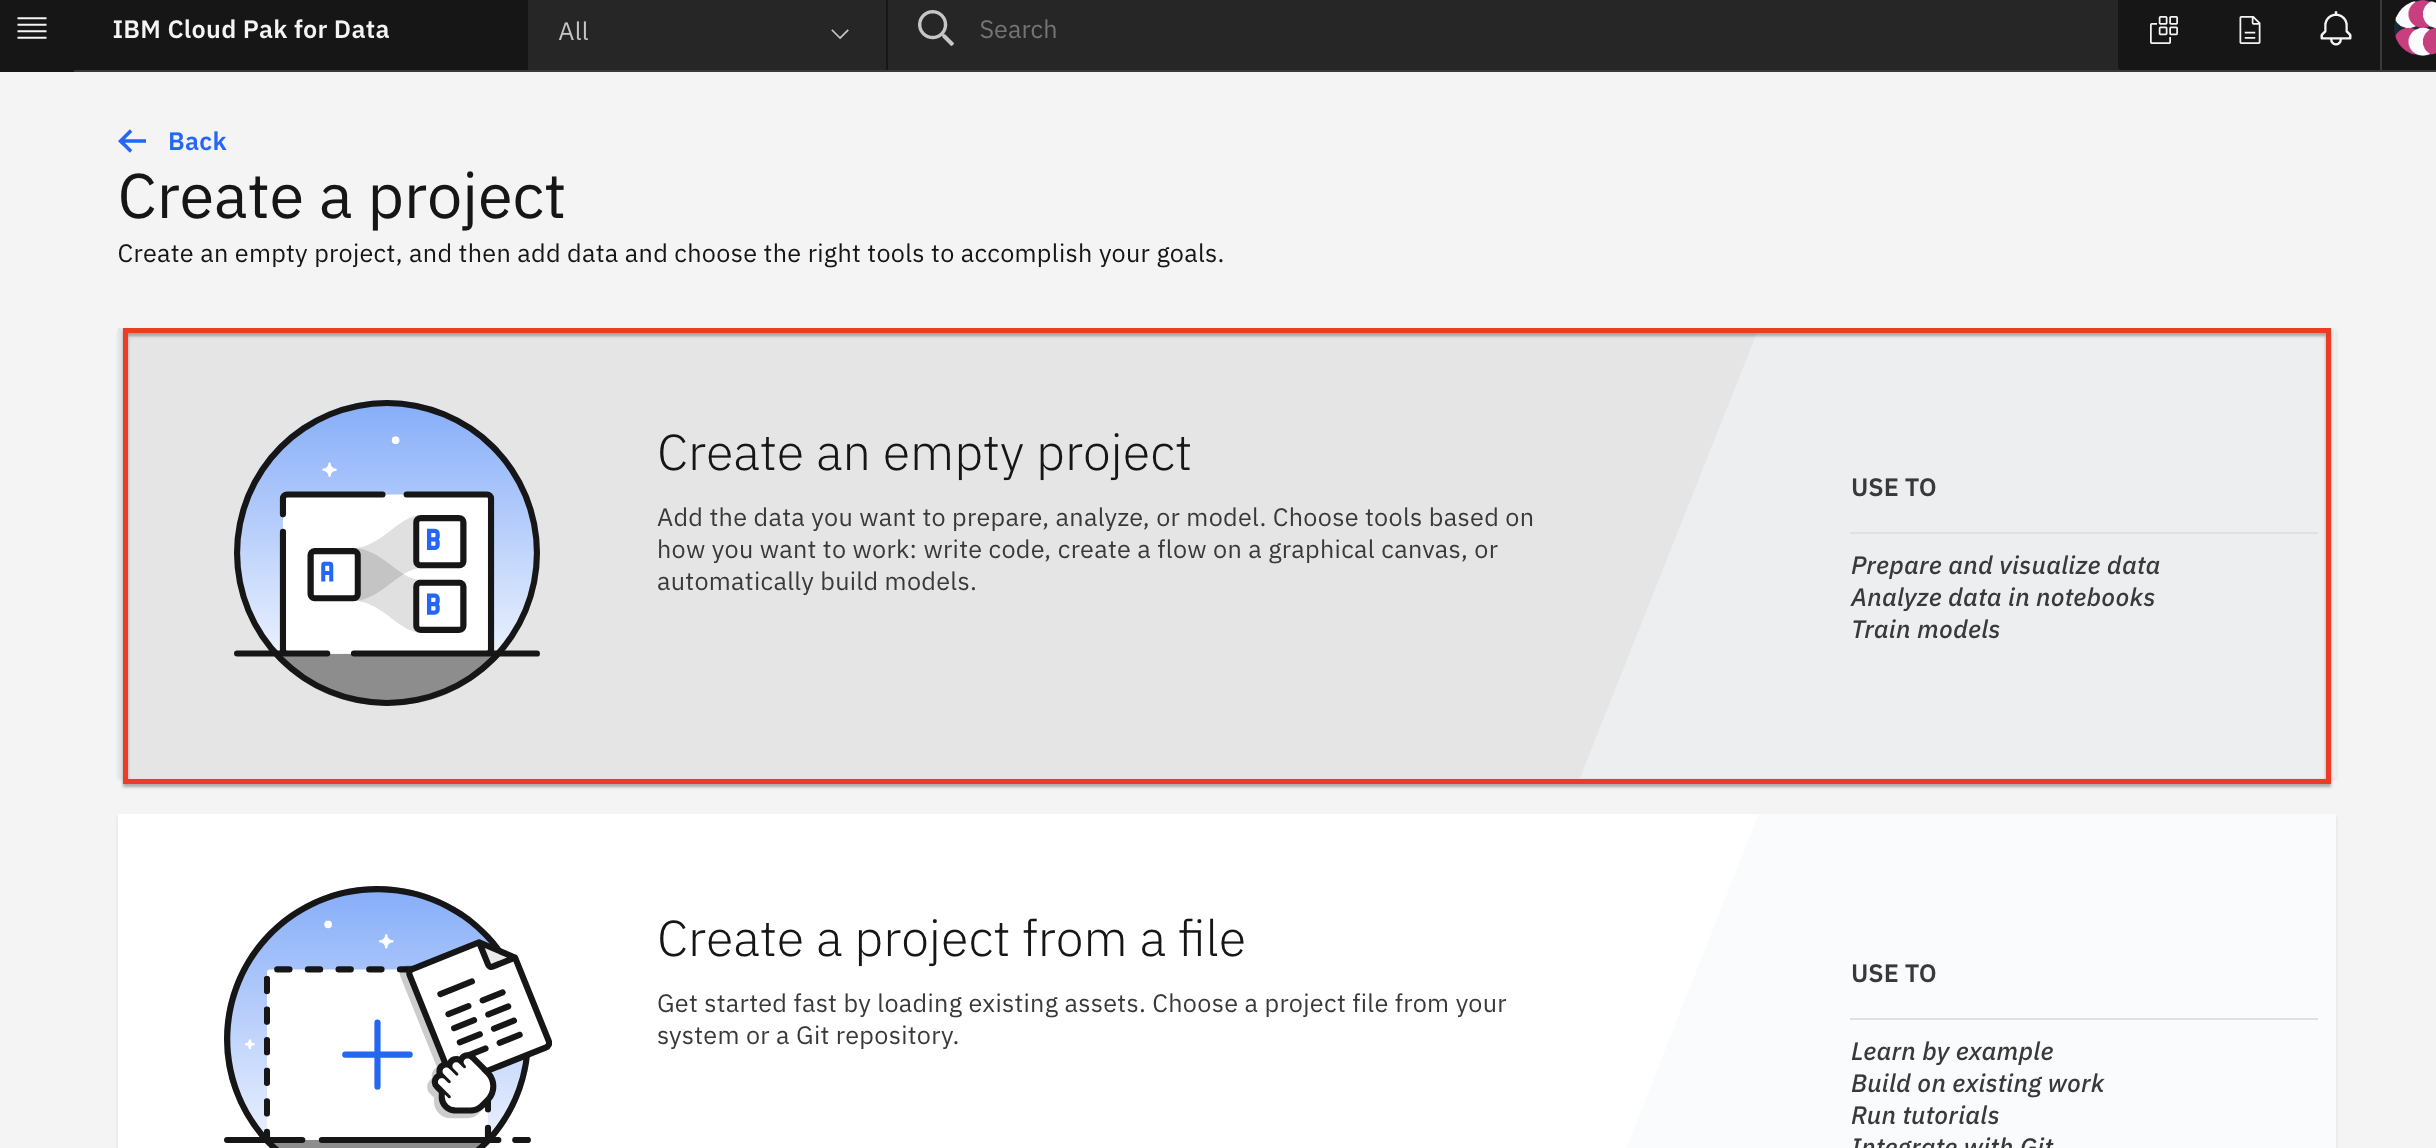 IBM Cloud Pak for Data
All
Search
Back
Create a project
Create an empty project, and then add data and choose the right tools to accomplish your goals.
Create an empty project
Add the data you want to prepare, analyze, or model. Choose tools based on
how you want to work: write code, create a flow on a graphical canvas, or
automatically build models.
A
B
B
USE TO
Prepare and visualize data
Analyze data in notebooks
Train models
Create a project from a file
Get started fast by loading existing assets. Choose a project file from your
system or a Git repository.
USE TO
Learn by example
Build on existing work
Run tutorials
Integrate with Git